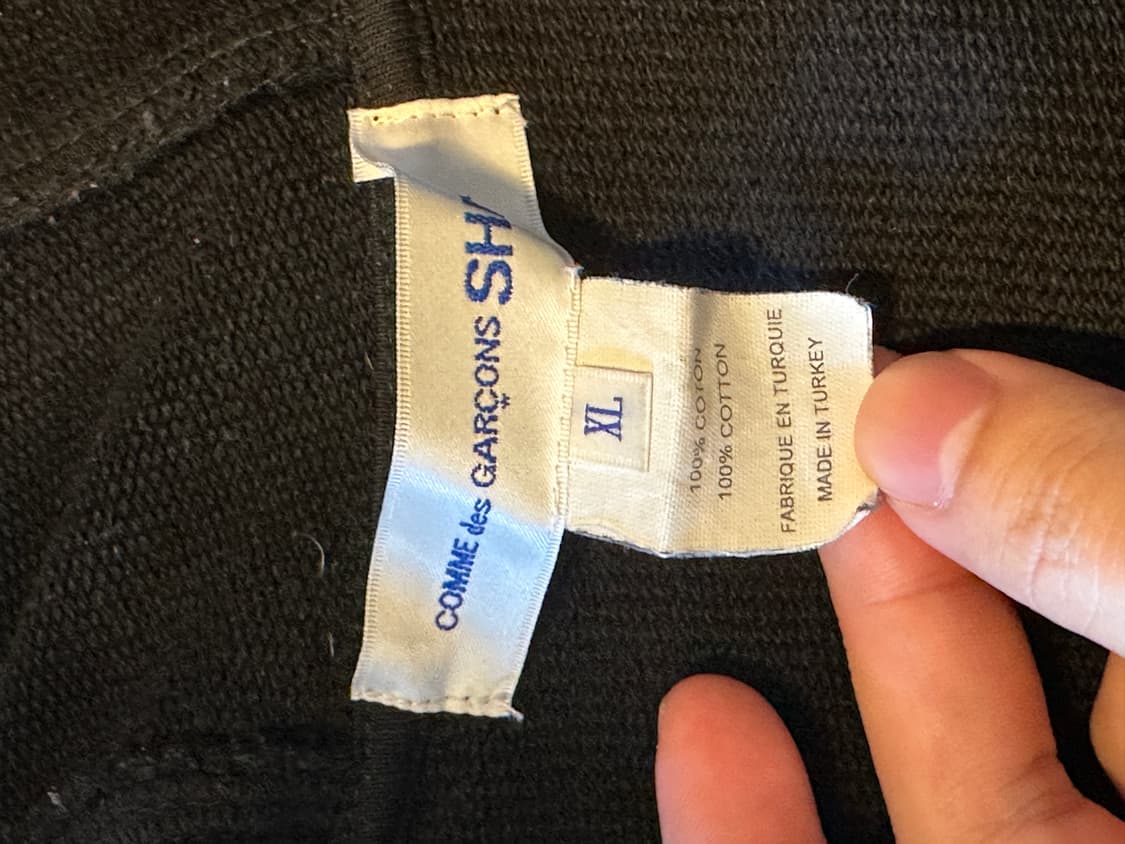 COMME des GARÇONS
XL
100% COTON
100% COTTON
FABRIQUE EN TURQUIE
MADE IN TURKEY